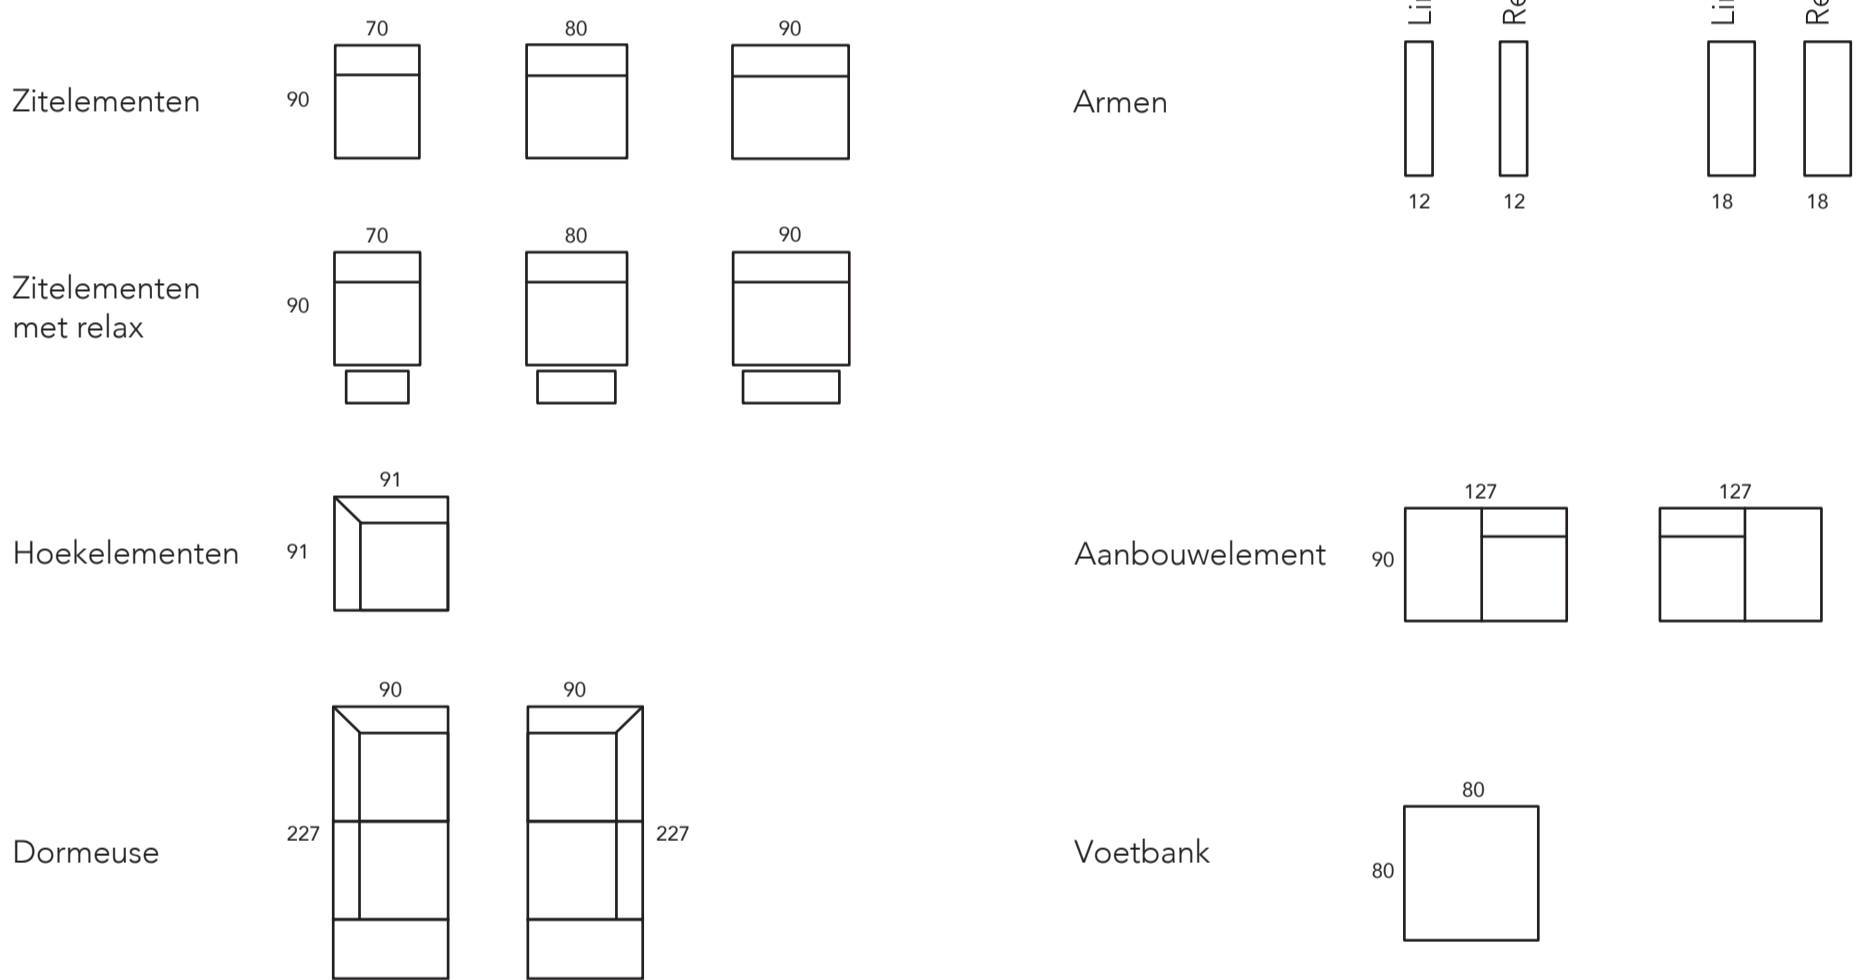 70 80 90
Zitelementen 90
Armen
12 12 18 18
70 80 90
Zitelementen
met relax
90
91
Hoekelementen 91
127 127
Aanbouwelement 90
90 90
Dormeuse 227 227
80
Voetbank 80